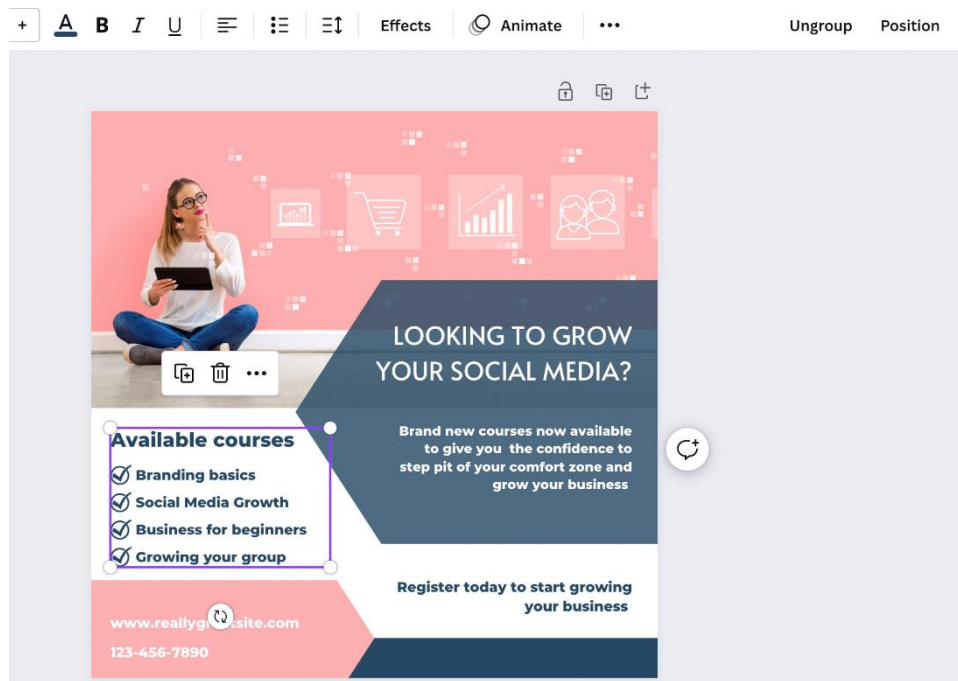 + A B I U Effects Animate Ungroup Position
LOOKING TO GROW
YOUR SOCIAL MEDIA?
Brand new courses now available
to give you the confidence to
step pit of your comfort zone and
grow your business
Available courses
Branding basics
Social Media Growth
Business for beginners
Growing your group
Register today to start growing
your business
123-456-7890